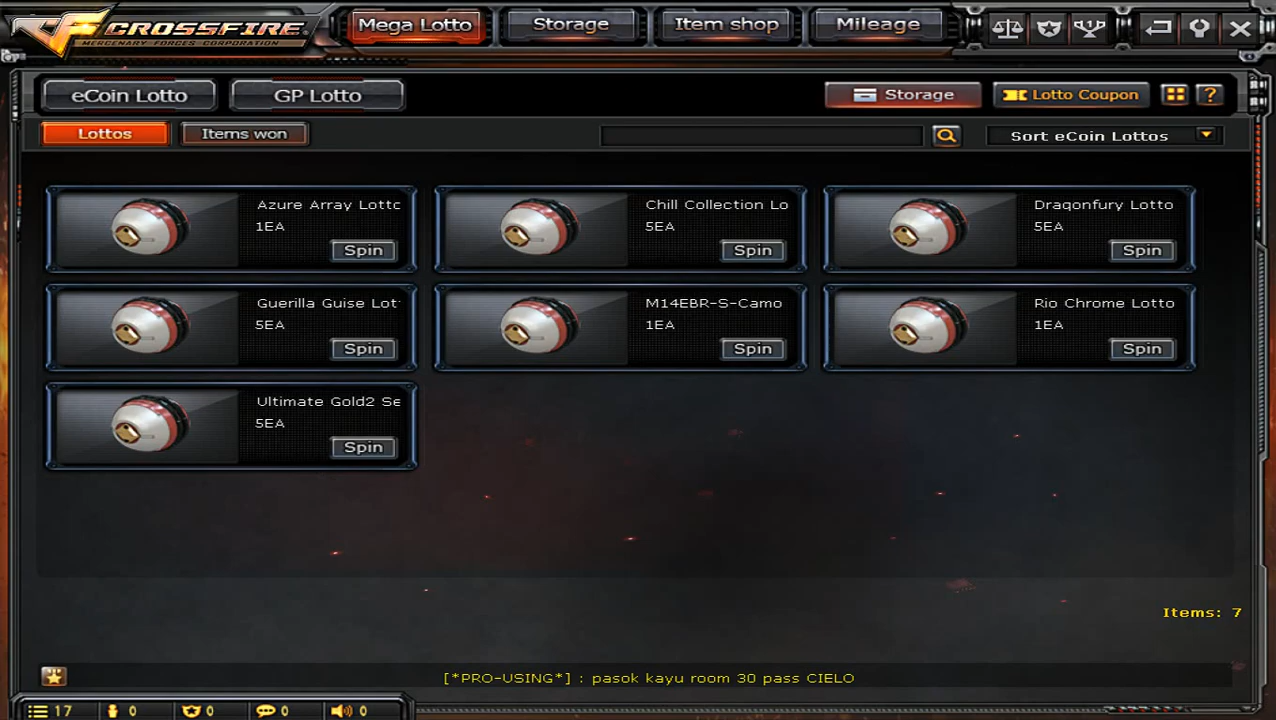 CROSSFIRE
MERCENARY FORCES CORPORATION
Mega Lotto
Storage
Item shop
Mileage
eCoin Lotto
GP Lotto
Storage
Lotto Coupon
?
Lottos
Items won
Sort eCoin Lottos
Azure Array Lotto
1EA
Spin
Chill Collection Lo
5EA
Spin
Dragonfury Lotto
5EA
Spin
Guerilla Guise Lot
5EA
Spin
M14EBR-S-Camo
1EA
Spin
Rio Chrome Lotto
1EA
Spin
Ultimate Gold2 Se
5EA
Spin
Items: 7
[*PRO-USING*] : pasok kayu room 30 pass CIELO
17
0
0
0
0